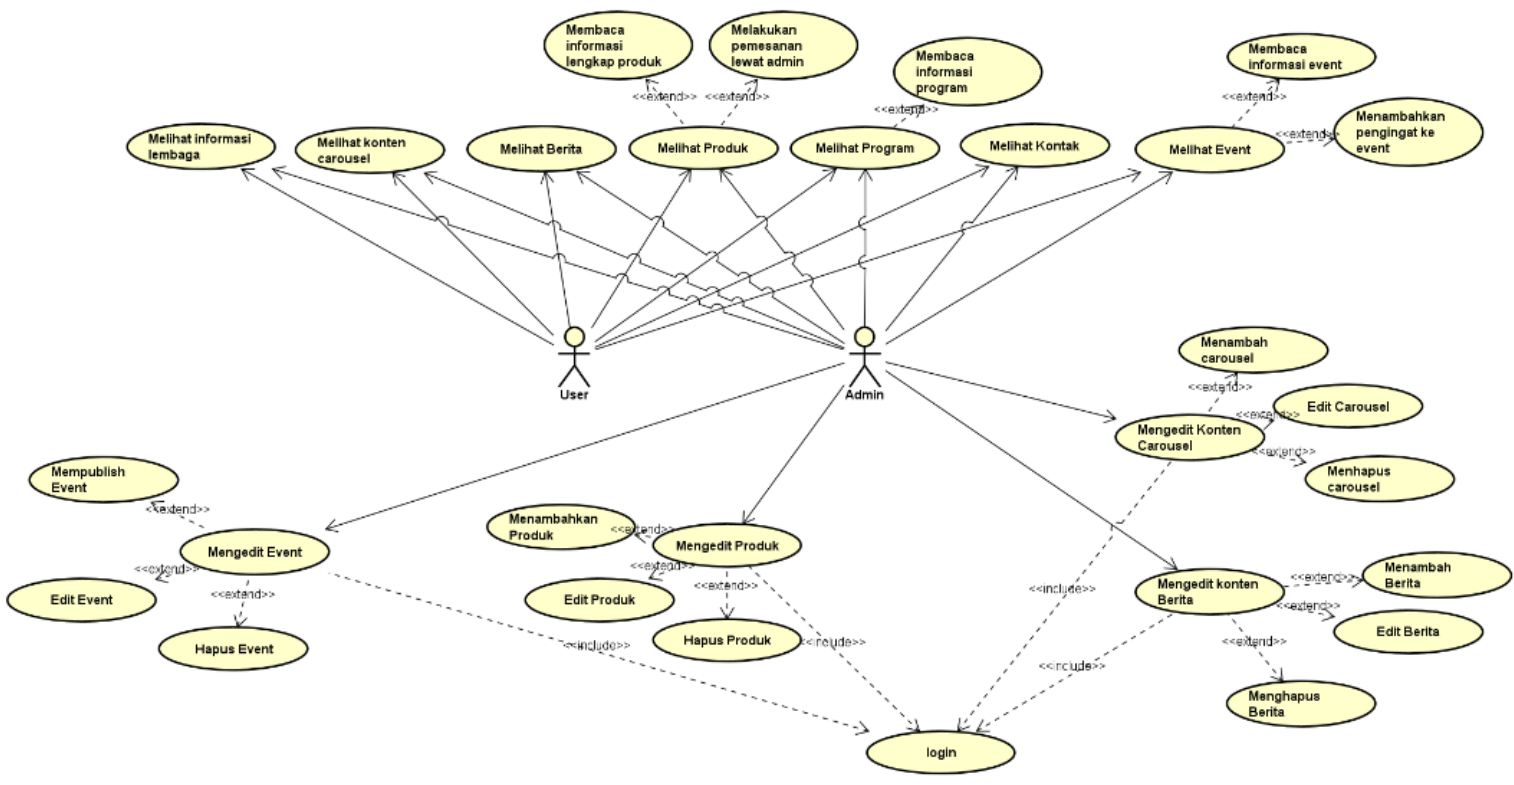 Membaca
informasi
lengkap produk
Melakukan
pemesanan
lewat admin
Membaca
informasi
program
Membaca
informasi event
<<extend>>
<<extend>>
<<extend>>
<<extend>>
Melihat informasi
lembaga
Melihat konten
carousel
Melihat Berita
Melihat Produk
Melihat Program
Melihat Kontak
Melihat Event
<<extend>>
Menambahkan
pengingat ke
event
User
Admin
Menambah
carousel
<<extend>>
Edit Carousel
<<extend>>
Mengedit Konten
Carousel
<<extend>>
Menhapus
carousel
Mempublish
Event
<<extend>>
Mengedit Event
<<extend>>
Edit Event
<<extend>>
Hapus Event
<<include>>
Menambahkan
Produk
<<extend>>
Mengedit Produk
<<extend>>
Edit Produk
<<extend>>
Hapus Produk
<<include>>
<<include>>
Mengedit konten
Berita
<<extend>>
Menambah
Berita
<<extend>>
Edit Berita
<<extend>>
Menghapus
Berita
<<include>>
login